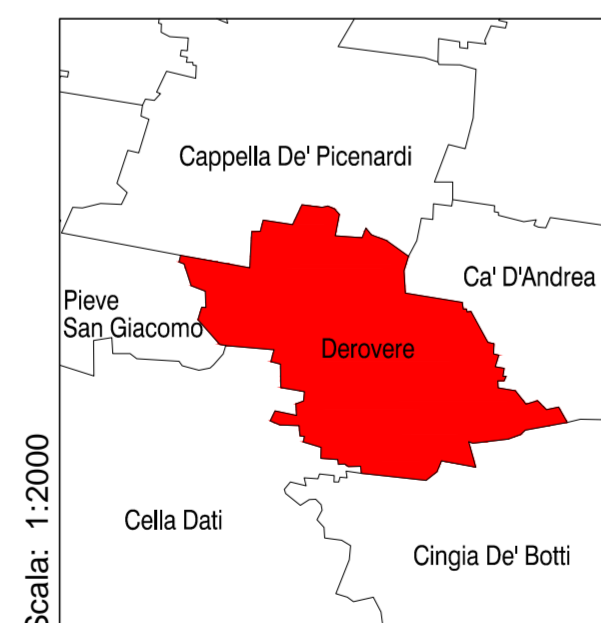 Cappella De' Picenardi
Ca' D'Andrea
Pieve
San Giacomo
Derovere
Cella Dati
Cingia De' Botti
Scala: 1:2000